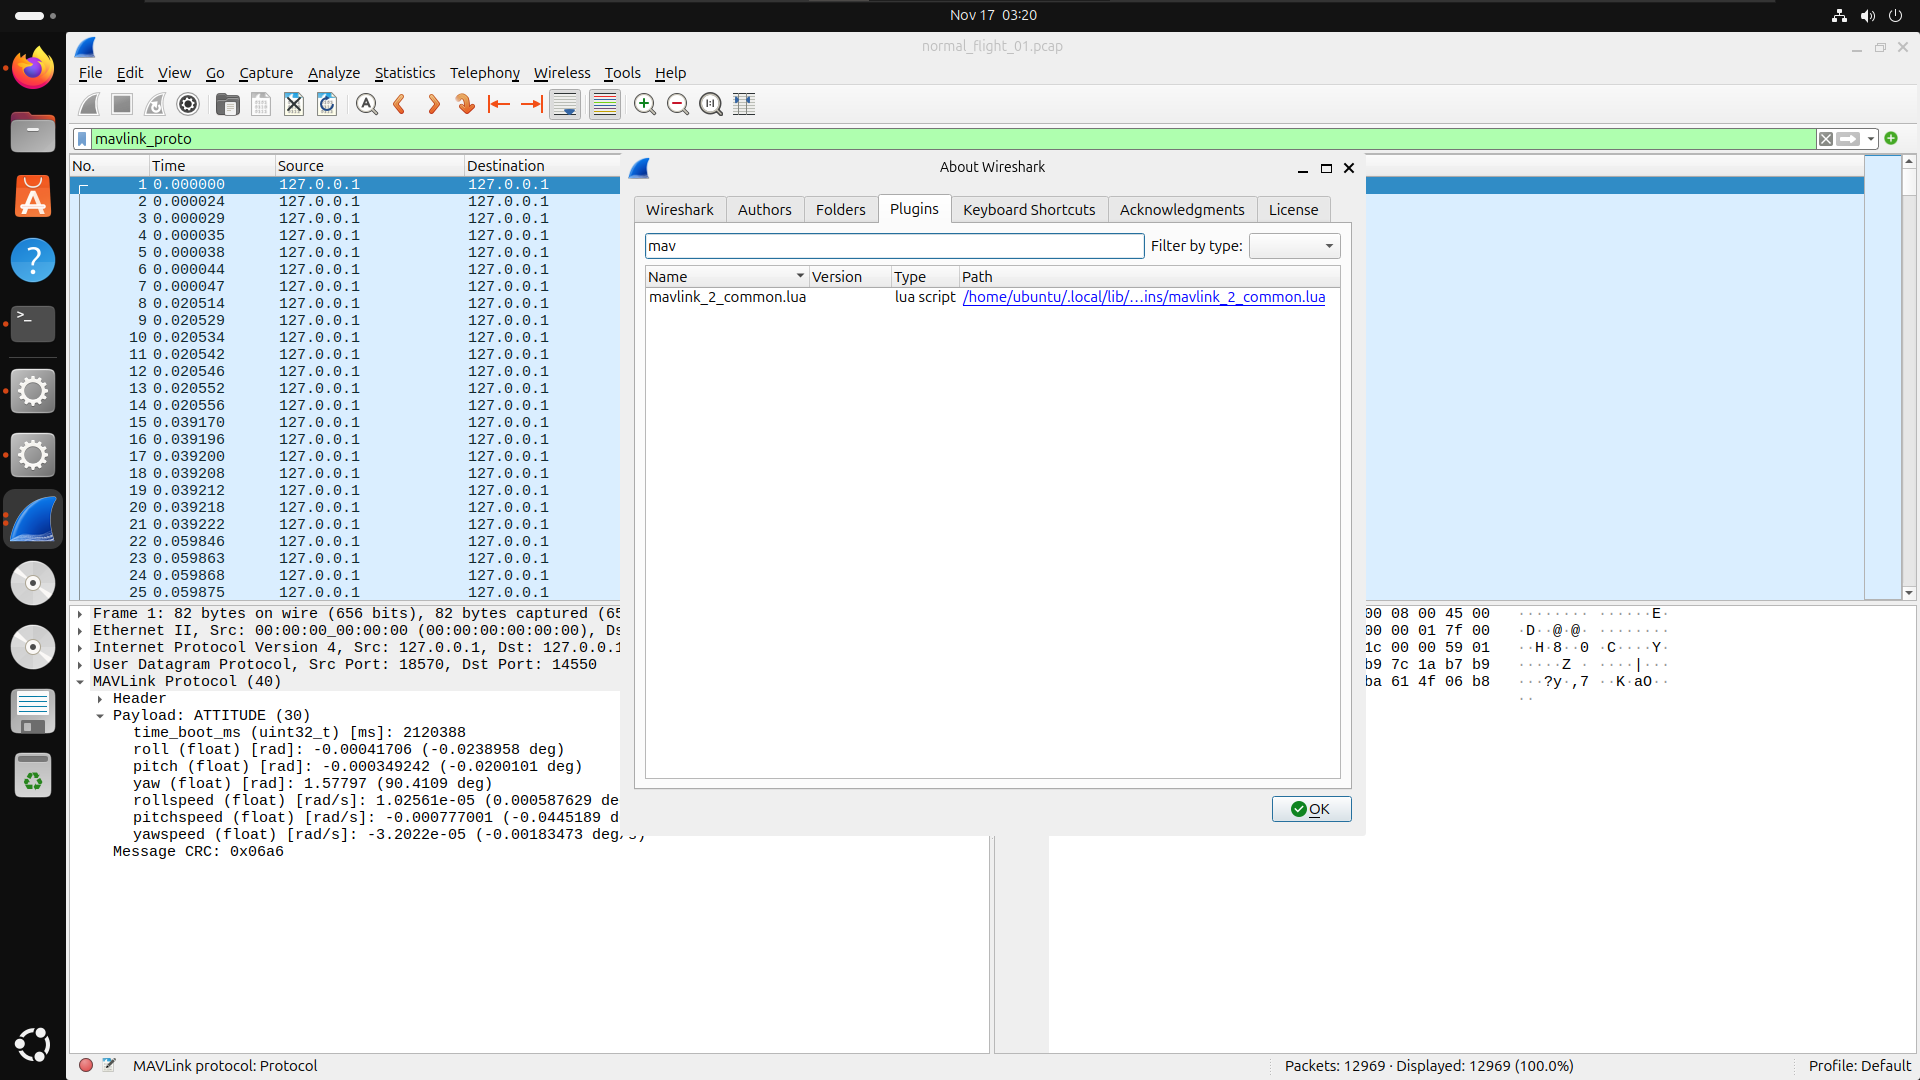 Nov 17 03:20
normal_flight_01.pcap
File Edit View Go Capture Analyze Statistics Telephony Wireless Tools Help
mavlink_proto
No. Time Source Destination
1 0.000000 127.0.0.1 127.0.0.1
2 0.000024 127.0.0.1 127.0.0.1
3 0.000029 127.0.0.1 127.0.0.1
4 0.000035 127.0.0.1 127.0.0.1
5 0.000038 127.0.0.1 127.0.0.1
6 0.000044 127.0.0.1 127.0.0.1
7 0.000047 127.0.0.1 127.0.0.1
8 0.020514 127.0.0.1 127.0.0.1
9 0.020529 127.0.0.1 127.0.0.1
10 0.020534 127.0.0.1 127.0.0.1
11 0.020542 127.0.0.1 127.0.0.1
12 0.020546 127.0.0.1 127.0.0.1
13 0.020552 127.0.0.1 127.0.0.1
14 0.020556 127.0.0.1 127.0.0.1
15 0.039170 127.0.0.1 127.0.0.1
16 0.039196 127.0.0.1 127.0.0.1
17 0.039200 127.0.0.1 127.0.0.1
18 0.039208 127.0.0.1 127.0.0.1
19 0.039212 127.0.0.1 127.0.0.1
20 0.039218 127.0.0.1 127.0.0.1
21 0.039222 127.0.0.1 127.0.0.1
22 0.059846 127.0.0.1 127.0.0.1
23 0.059863 127.0.0.1 127.0.0.1
24 0.059868 127.0.0.1 127.0.0.1
25 0.059875 127.0.0.1 127.0.0.1
About Wireshark
Wireshark Authors Folders Plugins Keyboard Shortcuts Acknowledgments License
mav Filter by type:
Name Version Type Path
mavlink_2_common.lua lua script /home/ubuntu/.local/lib/…ins/mavlink_2_common.lua
OK
Frame 1: 82 bytes on wire (656 bits), 82 bytes captured (65
Ethernet II, Src: 00:00:00_00:00:00 (00:00:00:00:00:00), Ds
Internet Protocol Version 4, Src: 127.0.0.1, Dst: 127.0.0.1
User Datagram Protocol, Src Port: 18570, Dst Port: 14550
MAVLink Protocol (40)
Header
Payload: ATTITUDE (30)
time_boot_ms (uint32_t) [ms]: 2120388
roll (float) [rad]: -0.00041706 (-0.0238958 deg)
pitch (float) [rad]: -0.000349242 (-0.0200101 deg)
yaw (float) [rad]: 1.57797 (90.4109 deg)
rollspeed (float) [rad/s]: 1.02561e-05 (0.000587629 de
pitchspeed (float) [rad/s]: -0.000777001 (-0.0445189 d
yawspeed (float) [rad/s]: -3.2022e-05 (-0.00183473 deg/s)
Message CRC: 0x06a6
00 08 00 45 00 ········ ······E·
00 00 01 7f 00 ·D··@·@· ········
1c 00 00 59 01 ··H·8··0 ·C····Y·
b9 7c 1a b7 b9 ·····Z · ····|···
ba 61 4f 06 b8 ···?y·,7 ··K·aO··
··
MAVLink protocol: Protocol
Packets: 12969 · Displayed: 12969 (100.0%)
Profile: Default